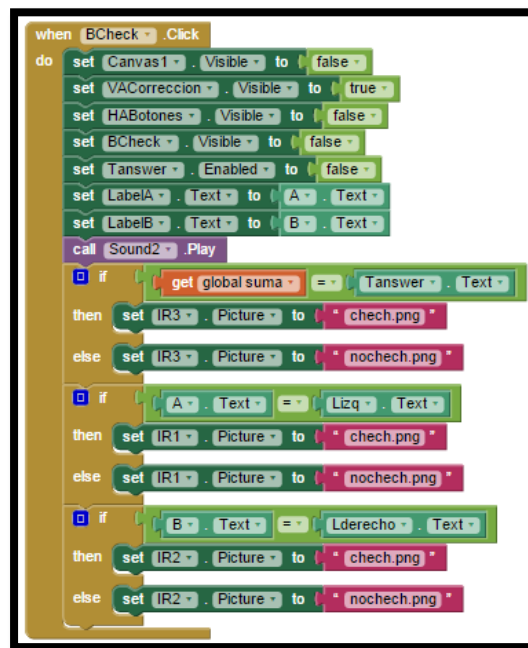 when BCheck .Click
do set Canvas1 . Visible to false
set VACorreccion . Visible to true
set HABotones . Visible to false
set BCheck . Visible to false
set Tanswer . Enabled to false
set LabelA . Text to A . Text
set LabelB . Text to B . Text
call Sound2 .Play
if get global suma = Tanswer . Text
then set IR3 . Picture to " chech.png "
else set IR3 . Picture to " nochech.png "
if A . Text = Lizq . Text
then set IR1 . Picture to " chech.png "
else set IR1 . Picture to " nochech.png "
if B . Text = Lderecho . Text
then set IR2 . Picture to " chech.png "
else set IR2 . Picture to " nochech.png "